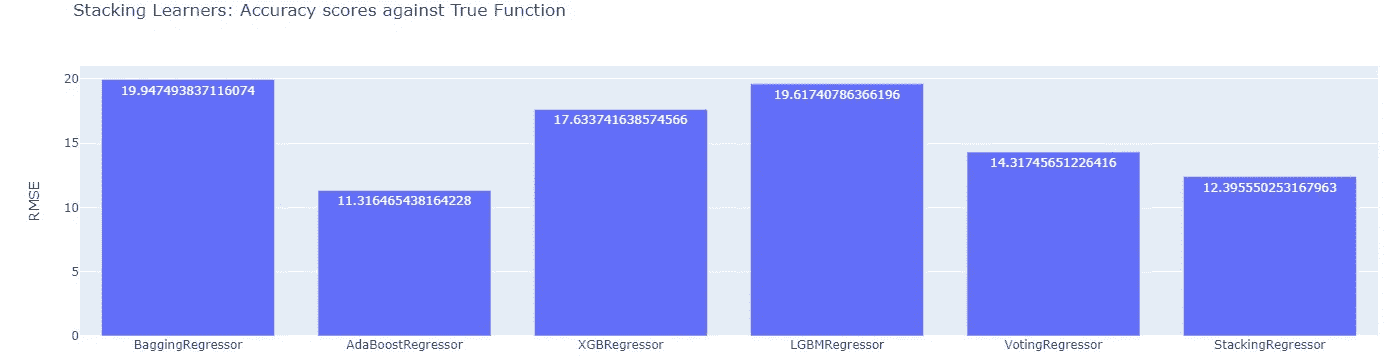 Stacking Learners: Accuracy scores against True Function
RMSE
20
15
10
5
0
19.947493837116074
11.316465438164228
17.633741638574566
19.61740786366196
14.31745651226416
12.395550253167963
BaggingRegressor
AdaBoostRegressor
XGBRegressor
LGBMRegressor
VotingRegressor
StackingRegressor